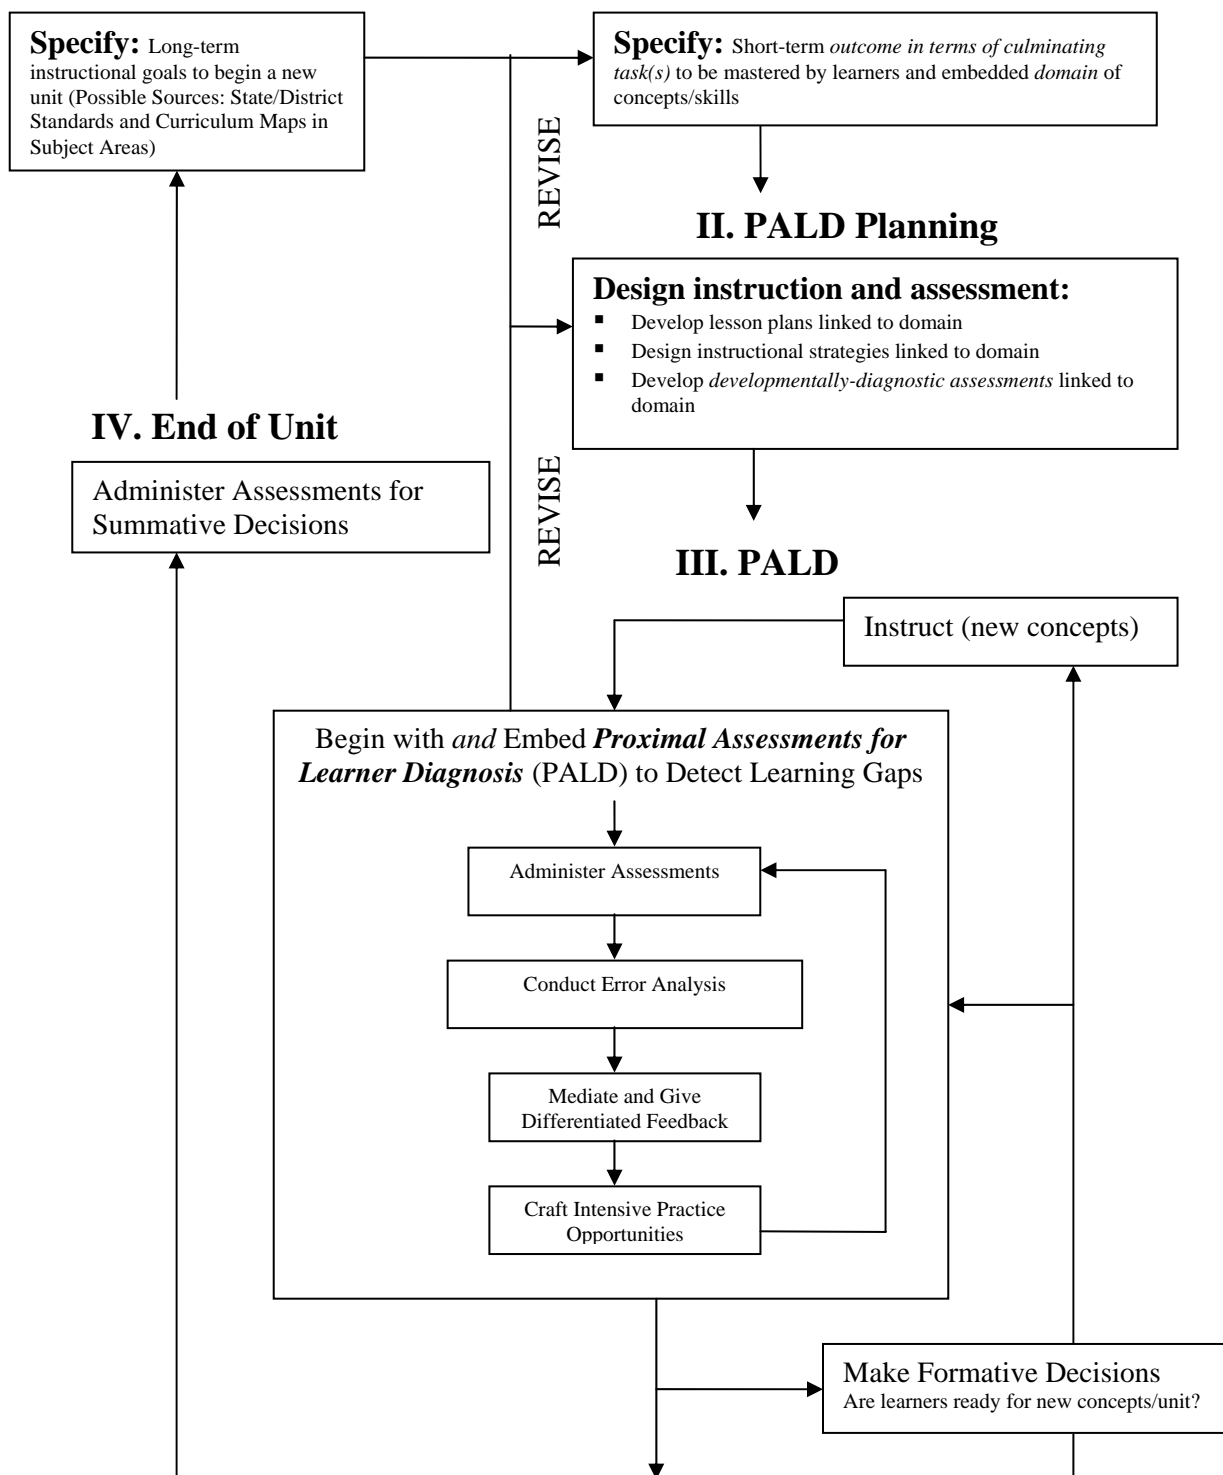 Specify: Long-term
instructional goals to begin a new
unit (Possible Sources: State/District
Standards and Curriculum Maps in
Subject Areas)
Specify: Short-term outcome in terms of culminating
task(s) to be mastered by learners and embedded domain of
concepts/skills
REVISE
II. PALD Planning
Design instruction and assessment:
▪ Develop lesson plans linked to domain
▪ Design instructional strategies linked to domain
▪ Develop developmentally-diagnostic assessments linked to
domain
IV. End of Unit
Administer Assessments for
Summative Decisions
REVISE
III. PALD
Instruct (new concepts)
Begin with and Embed Proximal Assessments for
Learner Diagnosis (PALD) to Detect Learning Gaps
Administer Assessments
Conduct Error Analysis
Mediate and Give
Differentiated Feedback
Craft Intensive Practice
Opportunities
Make Formative Decisions
Are learners ready for new concepts/unit?